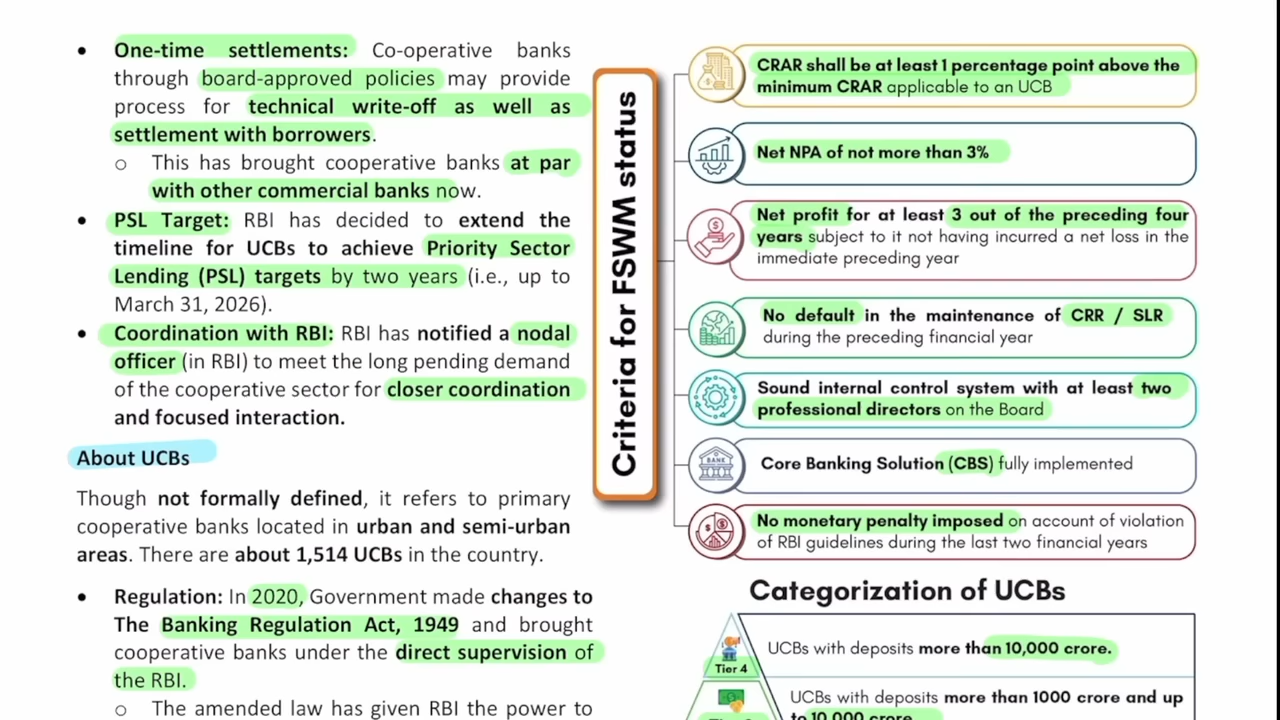 • One-time settlements: Co-operative banks
through board-approved policies may provide
process for technical write-off as well as
settlement with borrowers.
o This has brought cooperative banks at par
with other commercial banks now.
• PSL Target: RBI has decided to extend the
timeline for UCBs to achieve Priority Sector
Lending (PSL) targets by two years (i.e., up to
March 31, 2026).
• Coordination with RBI: RBI has notified a nodal
officer (in RBI) to meet the long pending demand
of the cooperative sector for closer coordination
and focused interaction.
About UCBs
Though not formally defined, it refers to primary
cooperative banks located in urban and semi-urban
areas. There are about 1,514 UCBs in the country.
• Regulation: In 2020, Government made changes to
The Banking Regulation Act, 1949 and brought
cooperative banks under the direct supervision of
the RBI.
o The amended law has given RBI the power to
Criteria for FSWM status
CRAR shall be at least 1 percentage point above the
minimum CRAR applicable to an UCB
Net NPA of not more than 3%
Net profit for at least 3 out of the preceding four
years subject to it not having incurred a net loss in the
immediate preceding year
No default in the maintenance of CRR / SLR
during the preceding financial year
Sound internal control system with at least two
professional directors on the Board
BANK
Core Banking Solution (CBS) fully implemented
No monetary penalty imposed on account of violation
of RBI guidelines during the last two financial years
Categorization of UCBs
Tier 4
UCBs with deposits more than 10,000 crore.
UCBs with deposits more than 1000 crore and up
to 10,000 crore